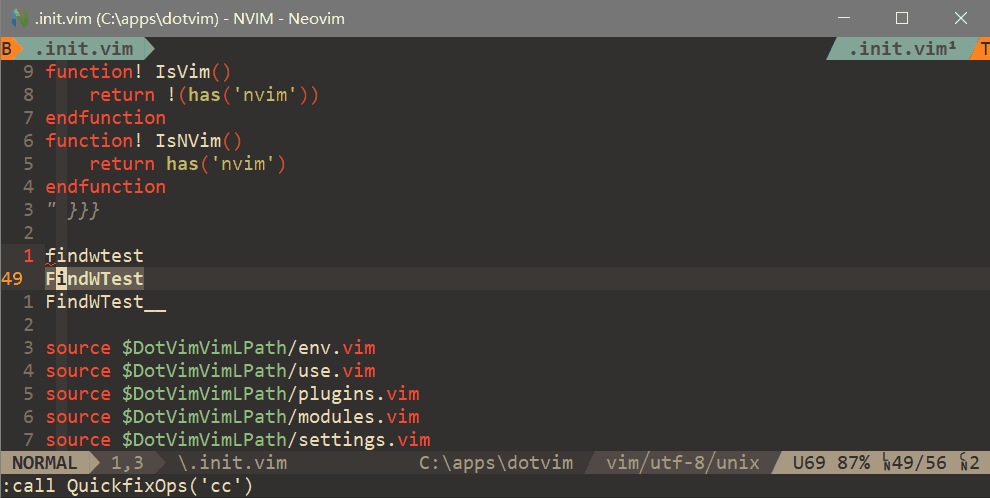 .init.vim (C:\apps\dotvim) - NVIM - Neovim
B .init.vim .init.vim¹ T
9 function! IsVim()
8     return !(has('nvim'))
7 endfunction
6 function! IsNVim()
5     return has('nvim')
4 endfunction
3 " }}}
2
1 findwtest
49 FindWTest
1 FindWTest__
2
3 source $DotVimVimLPath/env.vim
4 source $DotVimVimLPath/use.vim
5 source $DotVimVimLPath/plugins.vim
6 source $DotVimVimLPath/modules.vim
7 source $DotVimVimLPath/settings.vim
NORMAL 1,3 \.init.vim C:\apps\dotvim vim/utf-8/unix U69 87% ␊49/56 ␤2
:call QuickfixOps('cc')